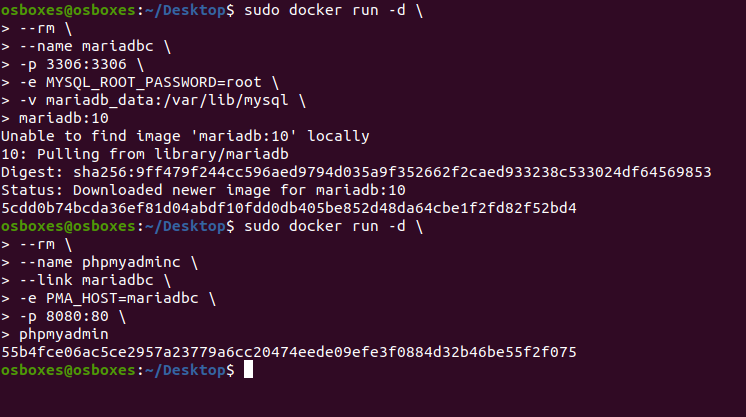 osboxes@osboxes:~/Desktop$ sudo docker run -d \
> --rm \
> --name mariadbc \
> -p 3306:3306 \
> -e MYSQL_ROOT_PASSWORD=root \
> -v mariadb_data:/var/lib/mysql \
> mariadb:10
Unable to find image 'mariadb:10' locally
10: Pulling from library/mariadb
Digest: sha256:9ff479f244cc596aed9794d035a9f352662f2caed933238c533024df64569853
Status: Downloaded newer image for mariadb:10
5cdd0b74bcda36ef81d04abdf10fdd0db405be852d48da64cbe1f2fd82f52bd4
osboxes@osboxes:~/Desktop$ sudo docker run -d \
> --rm \
> --name phpmyadminc \
> --link mariadbc \
> -e PMA_HOST=mariadbc \
> -p 8080:80 \
> phpmyadmin
55b4fce06ac5ce2957a23779a6cc20474eede09efe3f0884d32b46be55f2f075
osboxes@osboxes:~/Desktop$